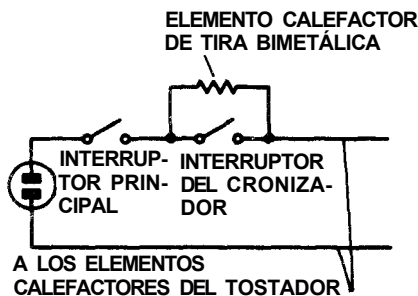 ELEMENTO CALEFACTOR
DE TIRA BIMETÁLICA
INTERRUP-
TOR PRIN-
CIPAL
INTERRUPTOR
DEL CRONIZA-
DOR
A LOS ELEMENTOS
CALEFACTORES DEL TOSTADOR